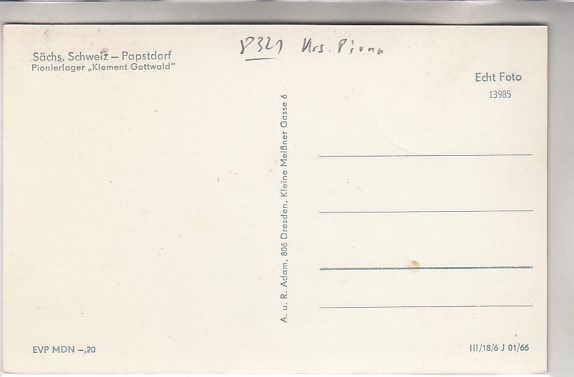 8321 Krs. Pirna
Sächs. Schweiz – Papstdorf
Pionierlager „Klement Gottwald"
Echt Foto
13985
A. u. R. Adam, 806 Dresden, Kleine Meißner Gasse 6
EVP MDN –,20
III/18/6 J 01/66